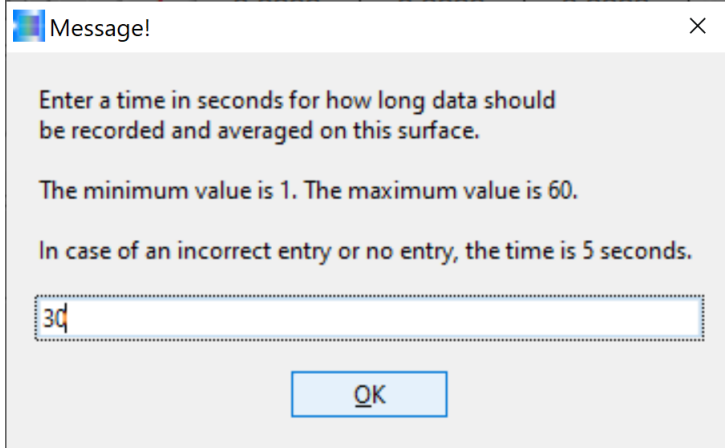 Message!
Enter a time in seconds for how long data should
be recorded and averaged on this surface.
The minimum value is 1. The maximum value is 60.
In case of an incorrect entry or no entry, the time is 5 seconds.
30
OK